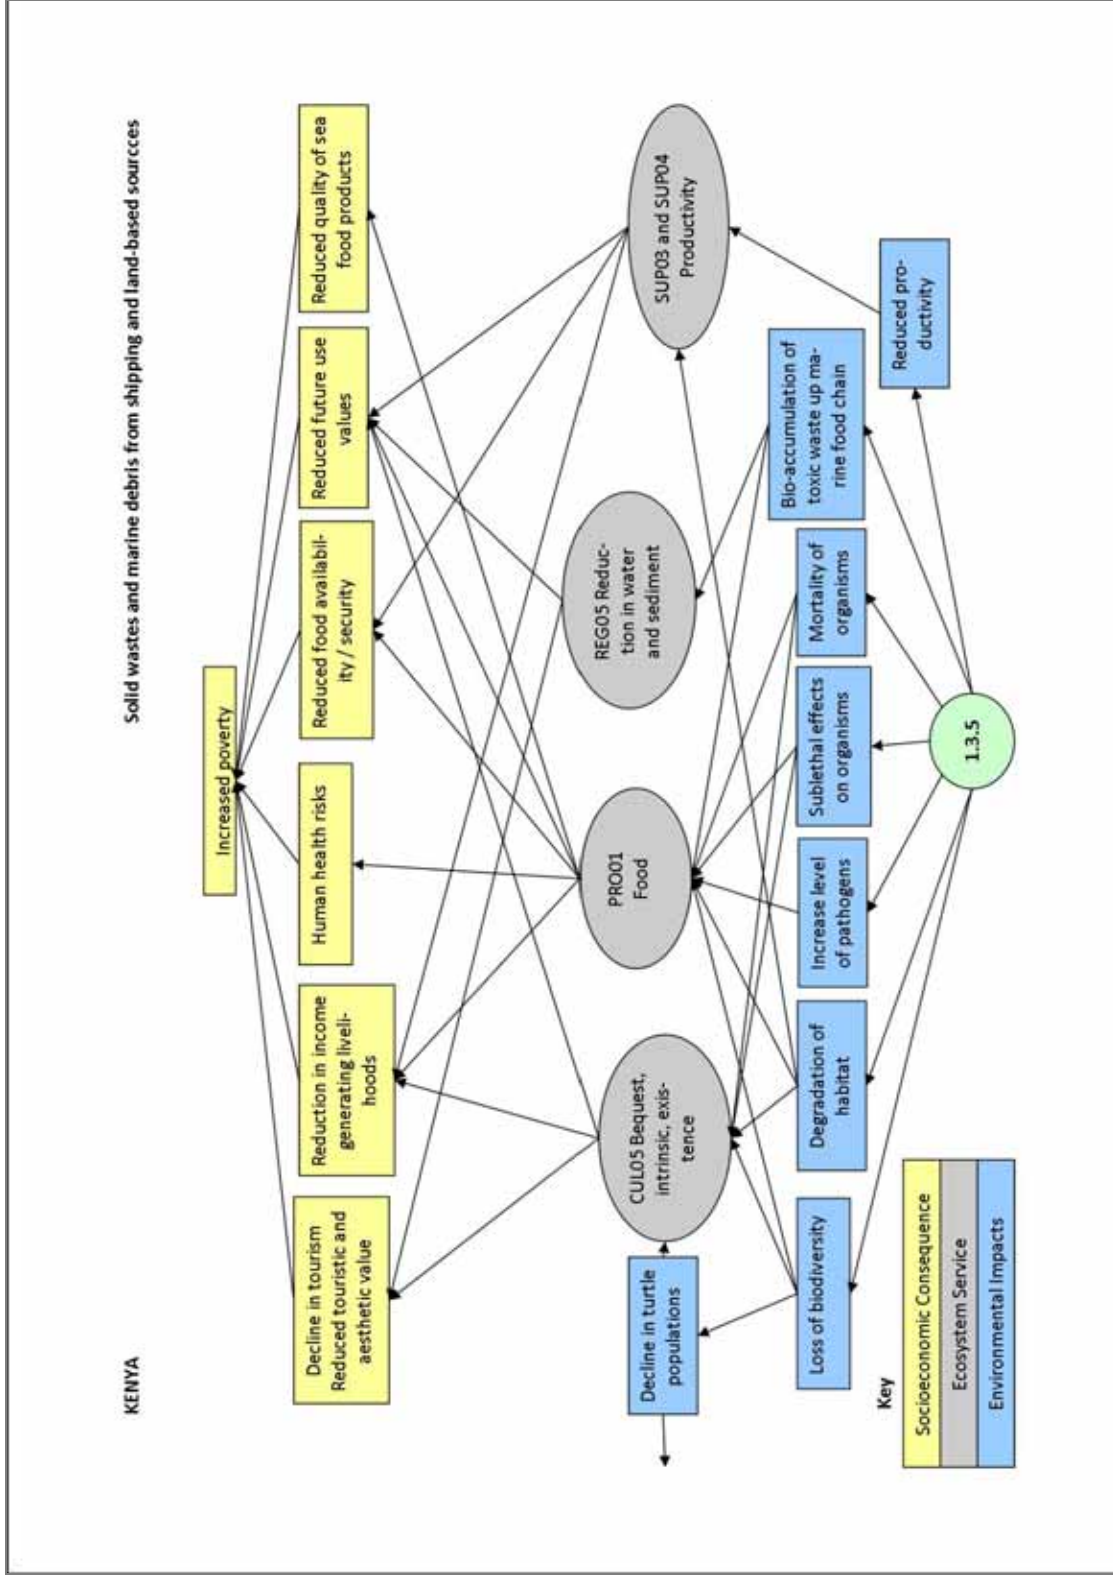 KENYA
Solid wastes and marine debris from shipping and land-based sourcces
Increased poverty
Decline in tourism
Reduced touristic and
aesthetic value
Reduction in income
generating liveli-
hoods
Human health risks
Reduced food availabil-
ity / security
Reduced future use
values
Reduced quality of sea
food products
Decline in turtle
populations
CUL05 Bequest,
intrinsic, exis-
tence
PRO01
Food
REG05 Reduc-
tion in water
and sediment
SUP03 and SUP04
Productivity
Loss of biodiversity
Degradation of
habitat
Increase level
of pathogens
Sublethal effects
on organisms
Mortality of
organisms
Bio-accumulation of
toxic waste up ma-
rine food chain
Reduced pro-
ductivity
1.3.5
Key
Socioeconomic Consequence
Ecosystem Service
Environmental Impacts